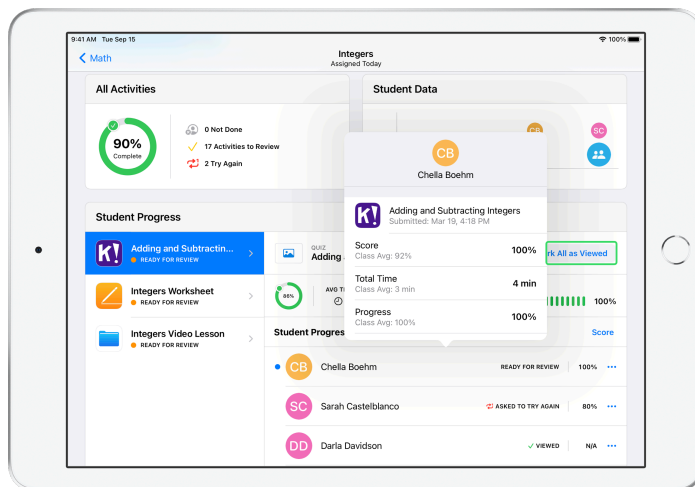 9:41 AM Tue Sep 15
100%
Math
Integers
Assigned Today
All Activities
90%
Complete
0 Not Done
17 Activities to Review
2 Try Again
Student Data
CB
SC
CB
Chella Boehm
K!
Adding and Subtracting Integers
Submitted: Mar 19, 4:18 PM
Score
Class Avg: 92%
100%
Total Time
Class Avg: 3 min
4 min
Progress
Class Avg: 100%
100%
Student Progress
K!
Adding and Subtractin...
READY FOR REVIEW
Integers Worksheet
READY FOR REVIEW
Integers Video Lesson
READY FOR REVIEW
QUIZ
Adding
rk All as Viewed
86%
AVG TI
100%
Student Progres
Score
CB Chella Boehm READY FOR REVIEW 100%
SC Sarah Castelblanco ASKED TO TRY AGAIN 80%
DD Darla Davidson VIEWED N/A